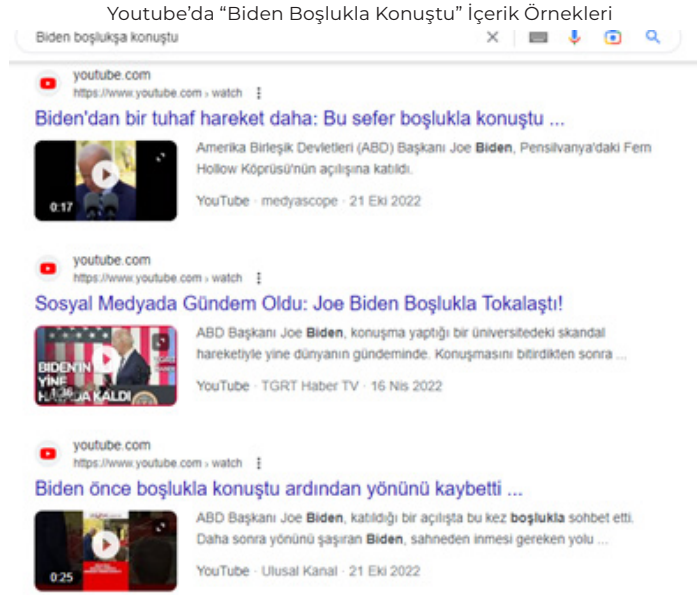 Youtube’da “Biden Boşlukla Konuştu” İçerik Örnekleri
Biden boşlukşa konuştu
youtube.com
https://www.youtube.com › watch
Biden'dan bir tuhaf hareket daha: Bu sefer boşlukla konuştu ...
Amerika Birleşik Devletleri (ABD) Başkanı Joe Biden, Pensilvanya'daki Fern
Hollow Köprüsü'nün açılışına katıldı.
0:17
YouTube · medyascope · 21 Eki 2022
youtube.com
https://www.youtube.com › watch
Sosyal Medyada Gündem Oldu: Joe Biden Boşlukla Tokalaştı!
ABD Başkanı Joe Biden, konuşma yaptığı bir üniversitedeki skandal
hareketiyle yine dünyanın gündeminde. Konuşmasını bitirdikten sonra ...
BIDEN'IN
YİNE
KALDI
1:36
YouTube · TGRT Haber TV · 16 Nis 2022
youtube.com
https://www.youtube.com › watch
Biden önce boşlukla konuştu ardından yönünü kaybetti ...
ABD Başkanı Joe Biden, katıldığı bir açılışta bu kez boşlukla sohbet etti.
Daha sonra yönünü şaşıran Biden, sahneden inmesi gereken yolu ...
0:25
YouTube · Ulusal Kanal · 21 Eki 2022